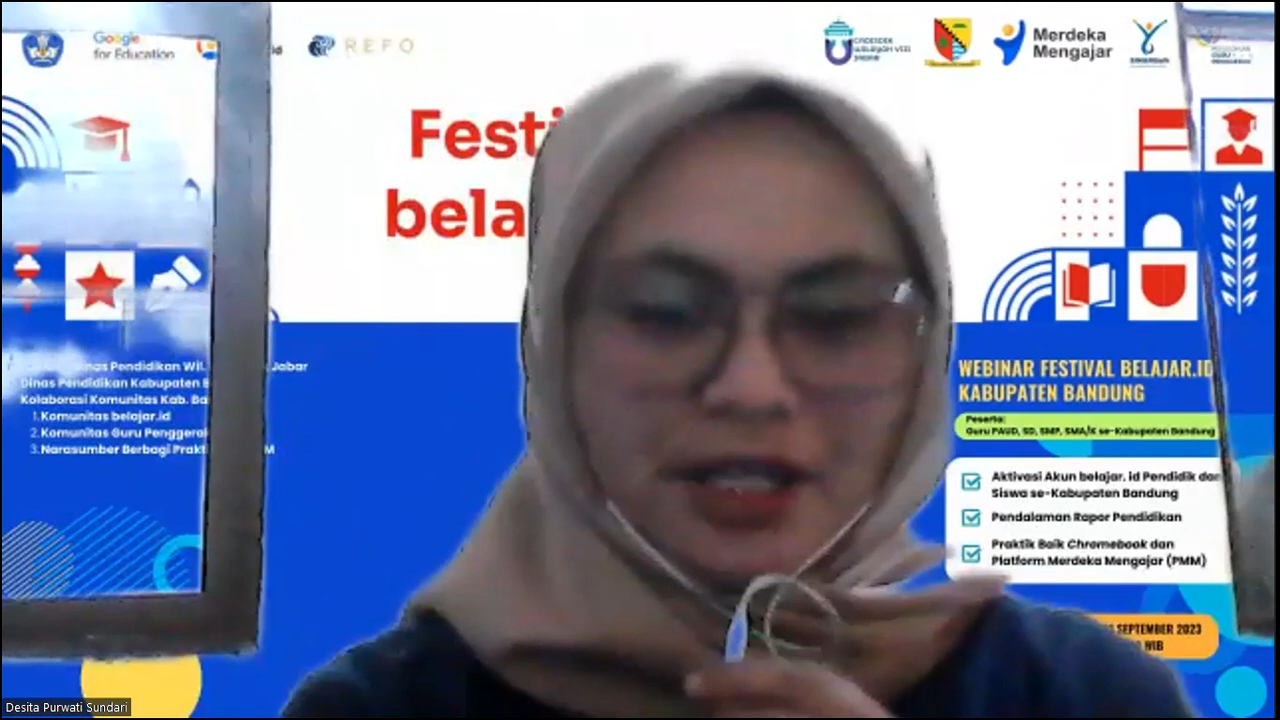 Google
for Education
REFO
Merdeka
Mengajar
Festi
bela
Dinas Pendidikan Wil. Jabar
Dinas Pendidikan Kabupaten B
Kolaborasi Komunitas Kab. Ba
1. Komunitas belajar.id
2. Komunitas Guru Penggera
3. Narasumber Berbagi Prakt M
WEBINAR FESTIVAL BELAJAR.ID
KABUPATEN BANDUNG
Peserta:
Guru PAUD, SD, SMP, SMA/K se-Kabupaten Bandung
Aktivasi Akun belajar. id Pendidik dan
Siswa se-Kabupaten Bandung
Pendalaman Rapor Pendidikan
Praktik Baik Chromebook dan
Platform Merdeka Mengajar (PMM)
SEPTEMBER 2023
WIB
Desita Purwati Sundari